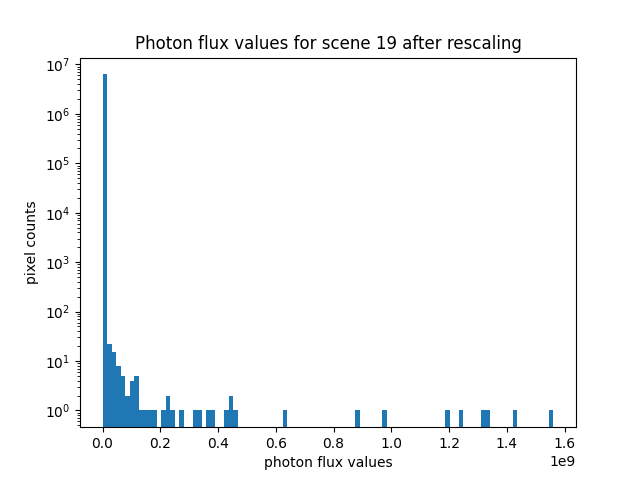 Photon flux values for scene 19 after rescaling
pixel counts
10⁷
10⁶
10⁵
10⁴
10³
10²
10¹
10⁰
0.0 0.2 0.4 0.6 0.8 1.0 1.2 1.4 1.6
1e9
photon flux values